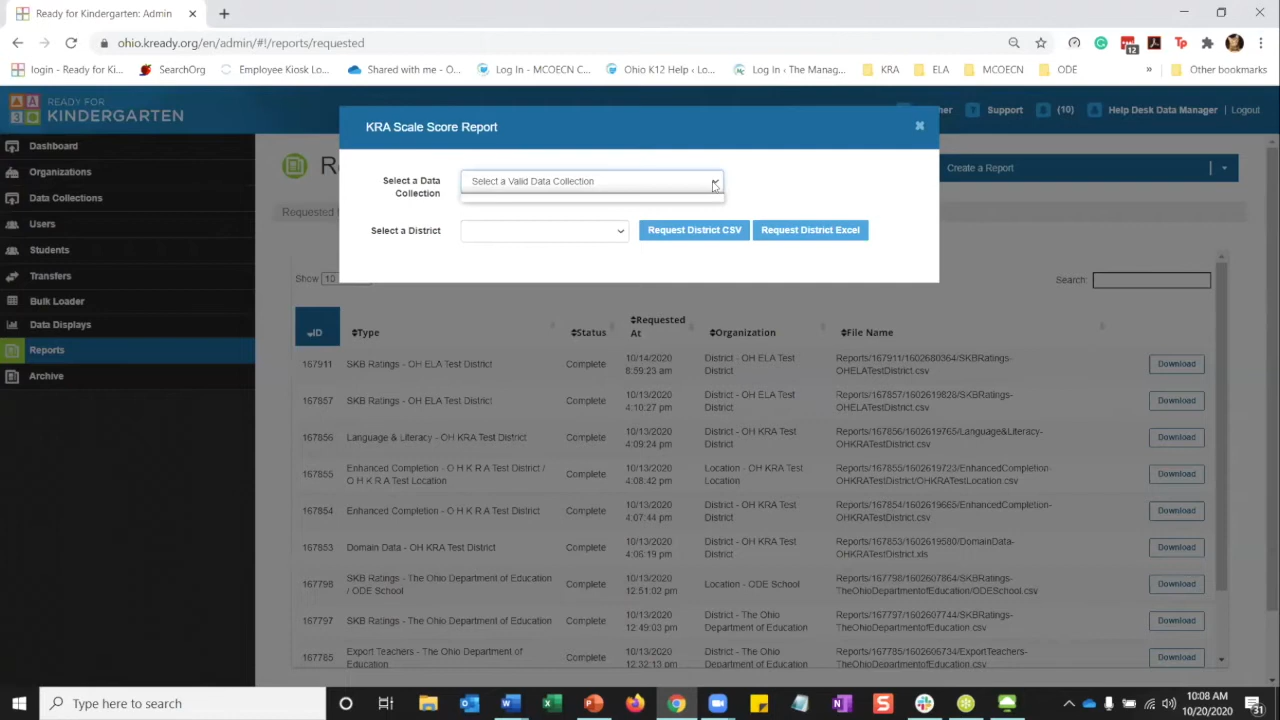 Ready for Kindergarten: Admin
ohio.kready.org/en/admin/#!/reports/requested
12
login - Ready for Ki...
SearchOrg
Employee Kiosk Lo...
Shared with me - O...
Log In - MCOECN C...
Ohio K12 Help ‹ Lo...
Log In ‹ The Manag...
KRA
ELA
MCOECN
ODE
»
Other bookmarks
READY FOR
KINDERGARTEN
Support
(10)
Help Desk Data Manager
Logout
Dashboard
Organizations
Data Collections
Users
Students
Transfers
Bulk Loader
Data Displays
Reports
Archive
Create a Report
KRA Scale Score Report
Select a Data
Collection
Select a Valid Data Collection
Select a District
Request District CSV
Request District Excel
Show 10
Search:
ID
Type
Status
Requested
At
Organization
File Name
167911 SKB Ratings - OH ELA Test District Complete 10/14/2020 District - OH ELA Test Reports/167911/1602680364/SKBRatings- Download
8:59:23 am District OHELATestDistrict.csv
167857 SKB Ratings - OH ELA Test District Complete 10/13/2020 District - OH ELA Test Reports/167857/1602619828/SKBRatings- Download
4:10:27 pm District OHELATestDistrict.csv
167856 Language & Literacy - OH KRA Test District Complete 10/13/2020 District - OH KRA Test Reports/167856/1602619765/Language&Literacy- Download
4:09:24 pm District OHKRATestDistrict.csv
167855 Enhanced Completion - O H K R A Test District / Complete 10/13/2020 Location - OH KRA Test Reports/167855/1602619723/EnhancedCompletion- Download
O H K R A Test Location 4:08:42 pm Location OHKRATestDistrict/OHKRATestLocation.csv
167854 Enhanced Completion - O H K R A Test District Complete 10/13/2020 District - OH KRA Test Reports/167854/1602619665/EnhancedCompletion- Download
4:07:44 pm District OHKRATestDistrict.csv
167853 Domain Data - OH KRA Test District Complete 10/13/2020 District - OH KRA Test Reports/167853/1602619580/DomainData- Download
4:06:19 pm District OHKRATestDistrict.xls
167798 SKB Ratings - The Ohio Department of Education Complete 10/13/2020 Location - ODE School Reports/167798/1602607864/SKBRatings- Download
/ ODE School 12:51:02 pm TheOhioDepartmentofEducation/ODESchool.csv
167797 SKB Ratings - The Ohio Department of Education Complete 10/13/2020 District - The Ohio Reports/167797/1602607744/SKBRatings- Download
12:49:03 pm Department of Education TheOhioDepartmentofEducation.csv
167785 Export Teachers - The Ohio Department of Complete 10/13/2020 District - The Ohio Reports/167785/1602606734/ExportTeachers- Download
Education 12:32:13 pm Department of Education TheOhioDepartmentofEducation.csv
Type here to search
10:08 AM
10/20/2020
31